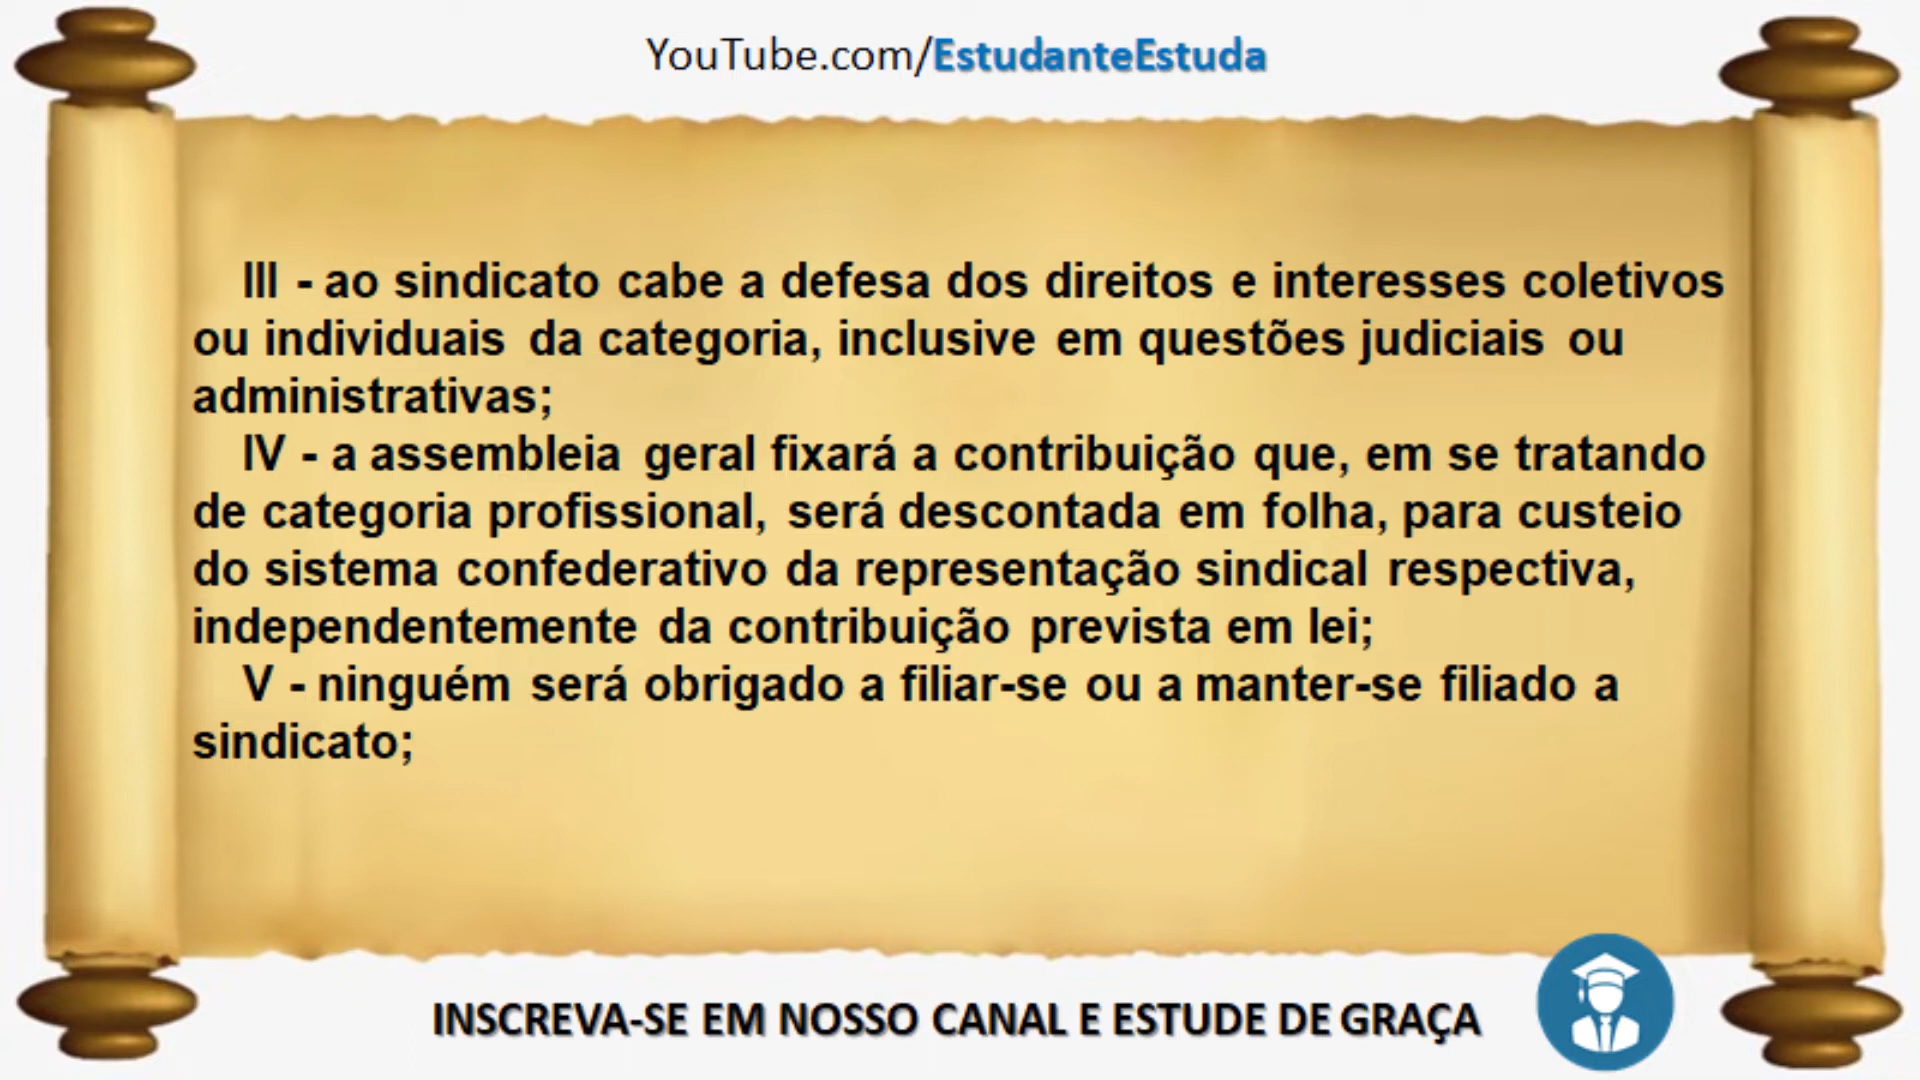 YouTube.com/EstudanteEstuda
III - ao sindicato cabe a defesa dos direitos e interesses coletivos
ou individuais da categoria, inclusive em questões judiciais ou
administrativas;
IV - a assembleia geral fixará a contribuição que, em se tratando
de categoria profissional, será descontada em folha, para custeio
do sistema confederativo da representação sindical respectiva,
independentemente da contribuição prevista em lei;
V - ninguém será obrigado a filiar-se ou a manter-se filiado a
sindicato;
INSCREVA-SE EM NOSSO CANAL E ESTUDE DE GRAÇA